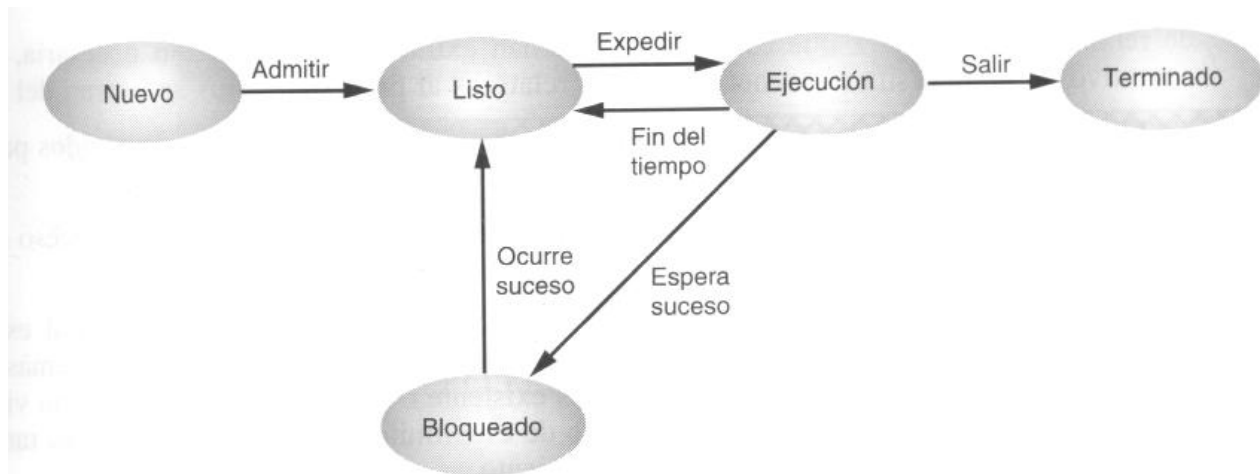 Nuevo
Admitir
Listo
Expedir
Ejecución
Salir
Terminado
Fin del
tiempo
Ocurre
suceso
Espera
suceso
Bloqueado